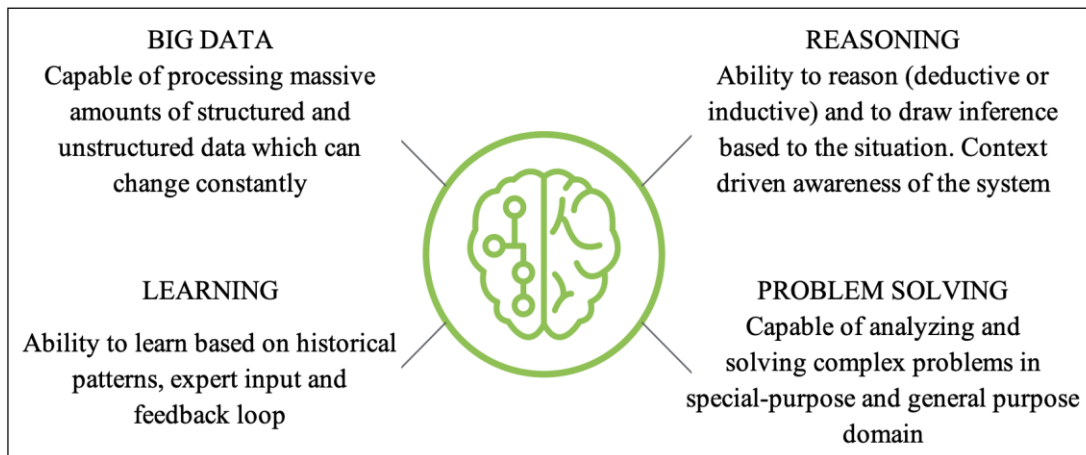 BIG DATA
Capable of processing massive
amounts of structured and
unstructured data which can
change constantly
REASONING
Ability to reason (deductive or
inductive) and to draw inference
based to the situation. Context
driven awareness of the system
LEARNING
Ability to learn based on historical
patterns, expert input and
feedback loop
PROBLEM SOLVING
Capable of analyzing and
solving complex problems in
special-purpose and general purpose
domain